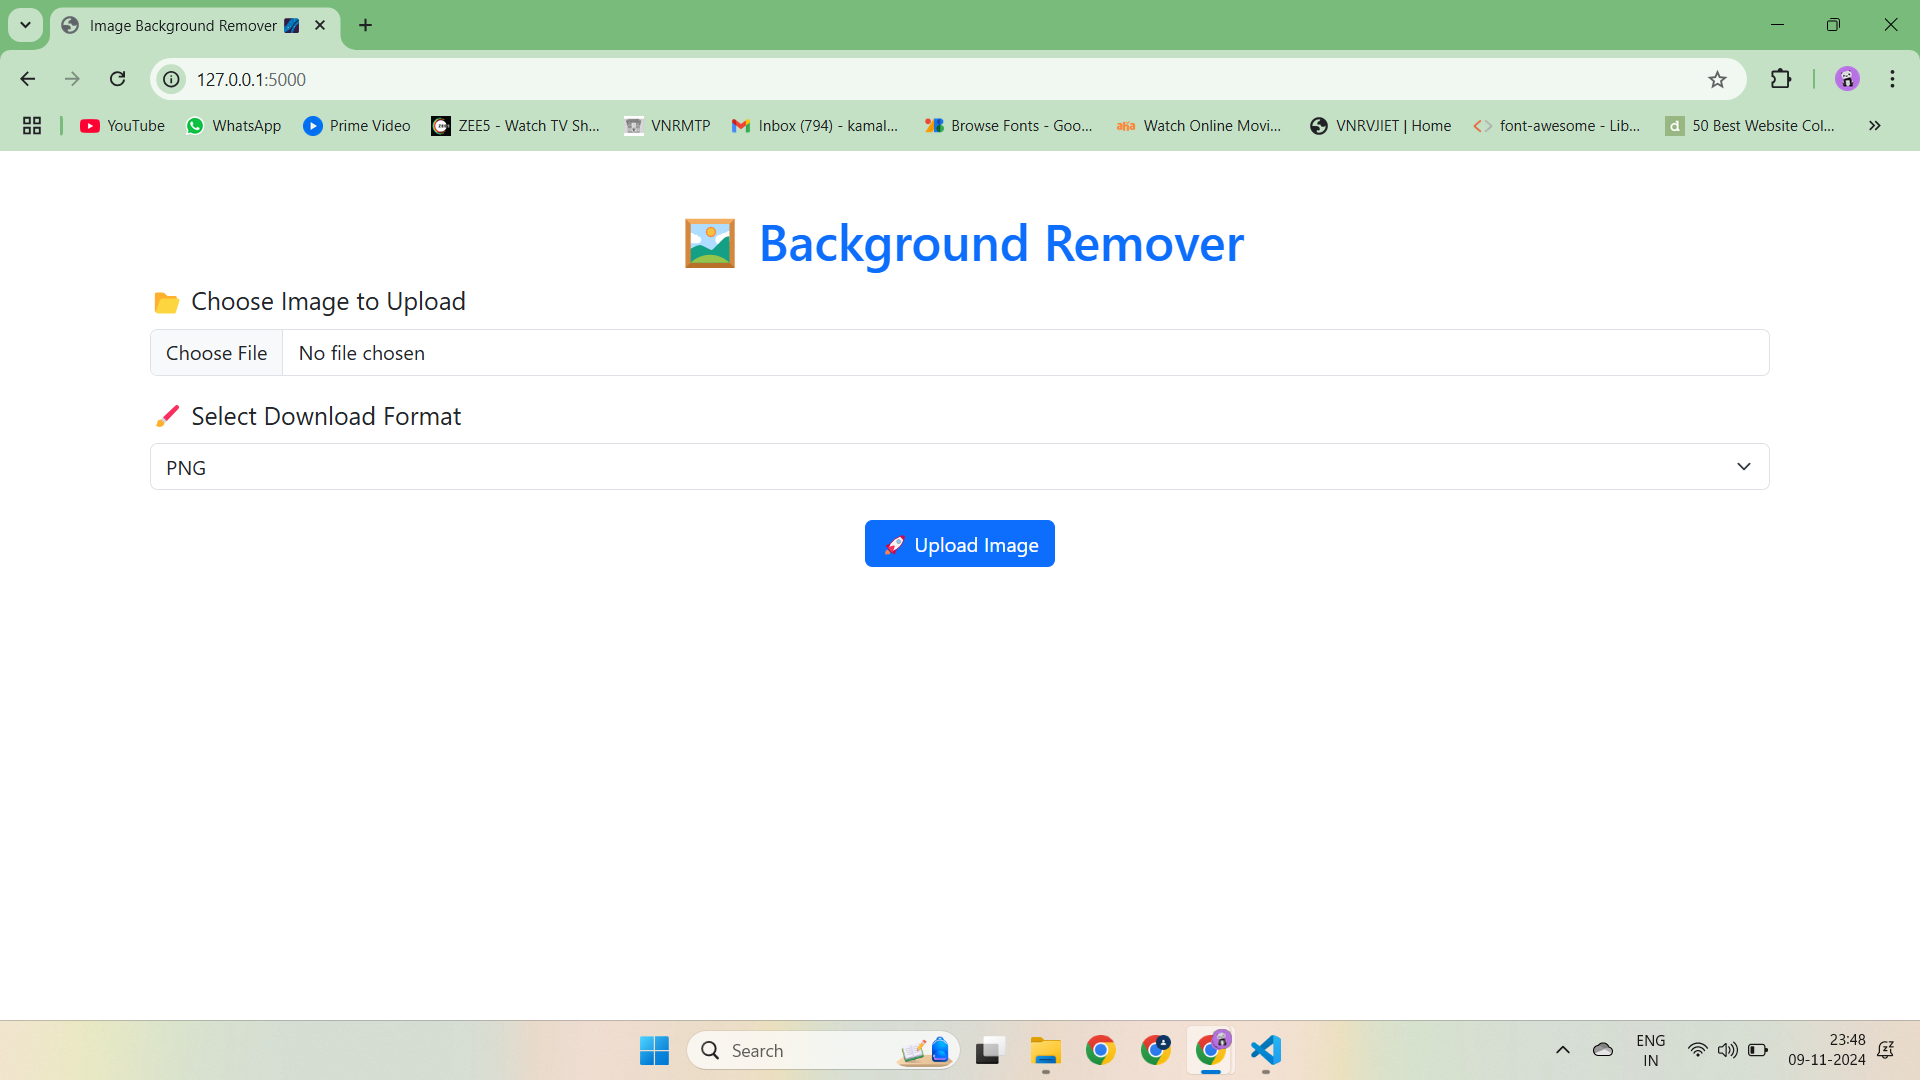 Image Background Remover
127.0.0.1:5000
YouTube
WhatsApp
Prime Video
ZEE5 - Watch TV Sh...
VNRMTP
Inbox (794) - kamal...
Browse Fonts - Goo...
aha
Watch Online Movi...
VNRVJIET | Home
font-awesome - Lib...
d
50 Best Website Col...
Background Remover
Choose Image to Upload
Choose File
No file chosen
Select Download Format
PNG
Upload Image
Search
ENG
IN
23:48
09-11-2024